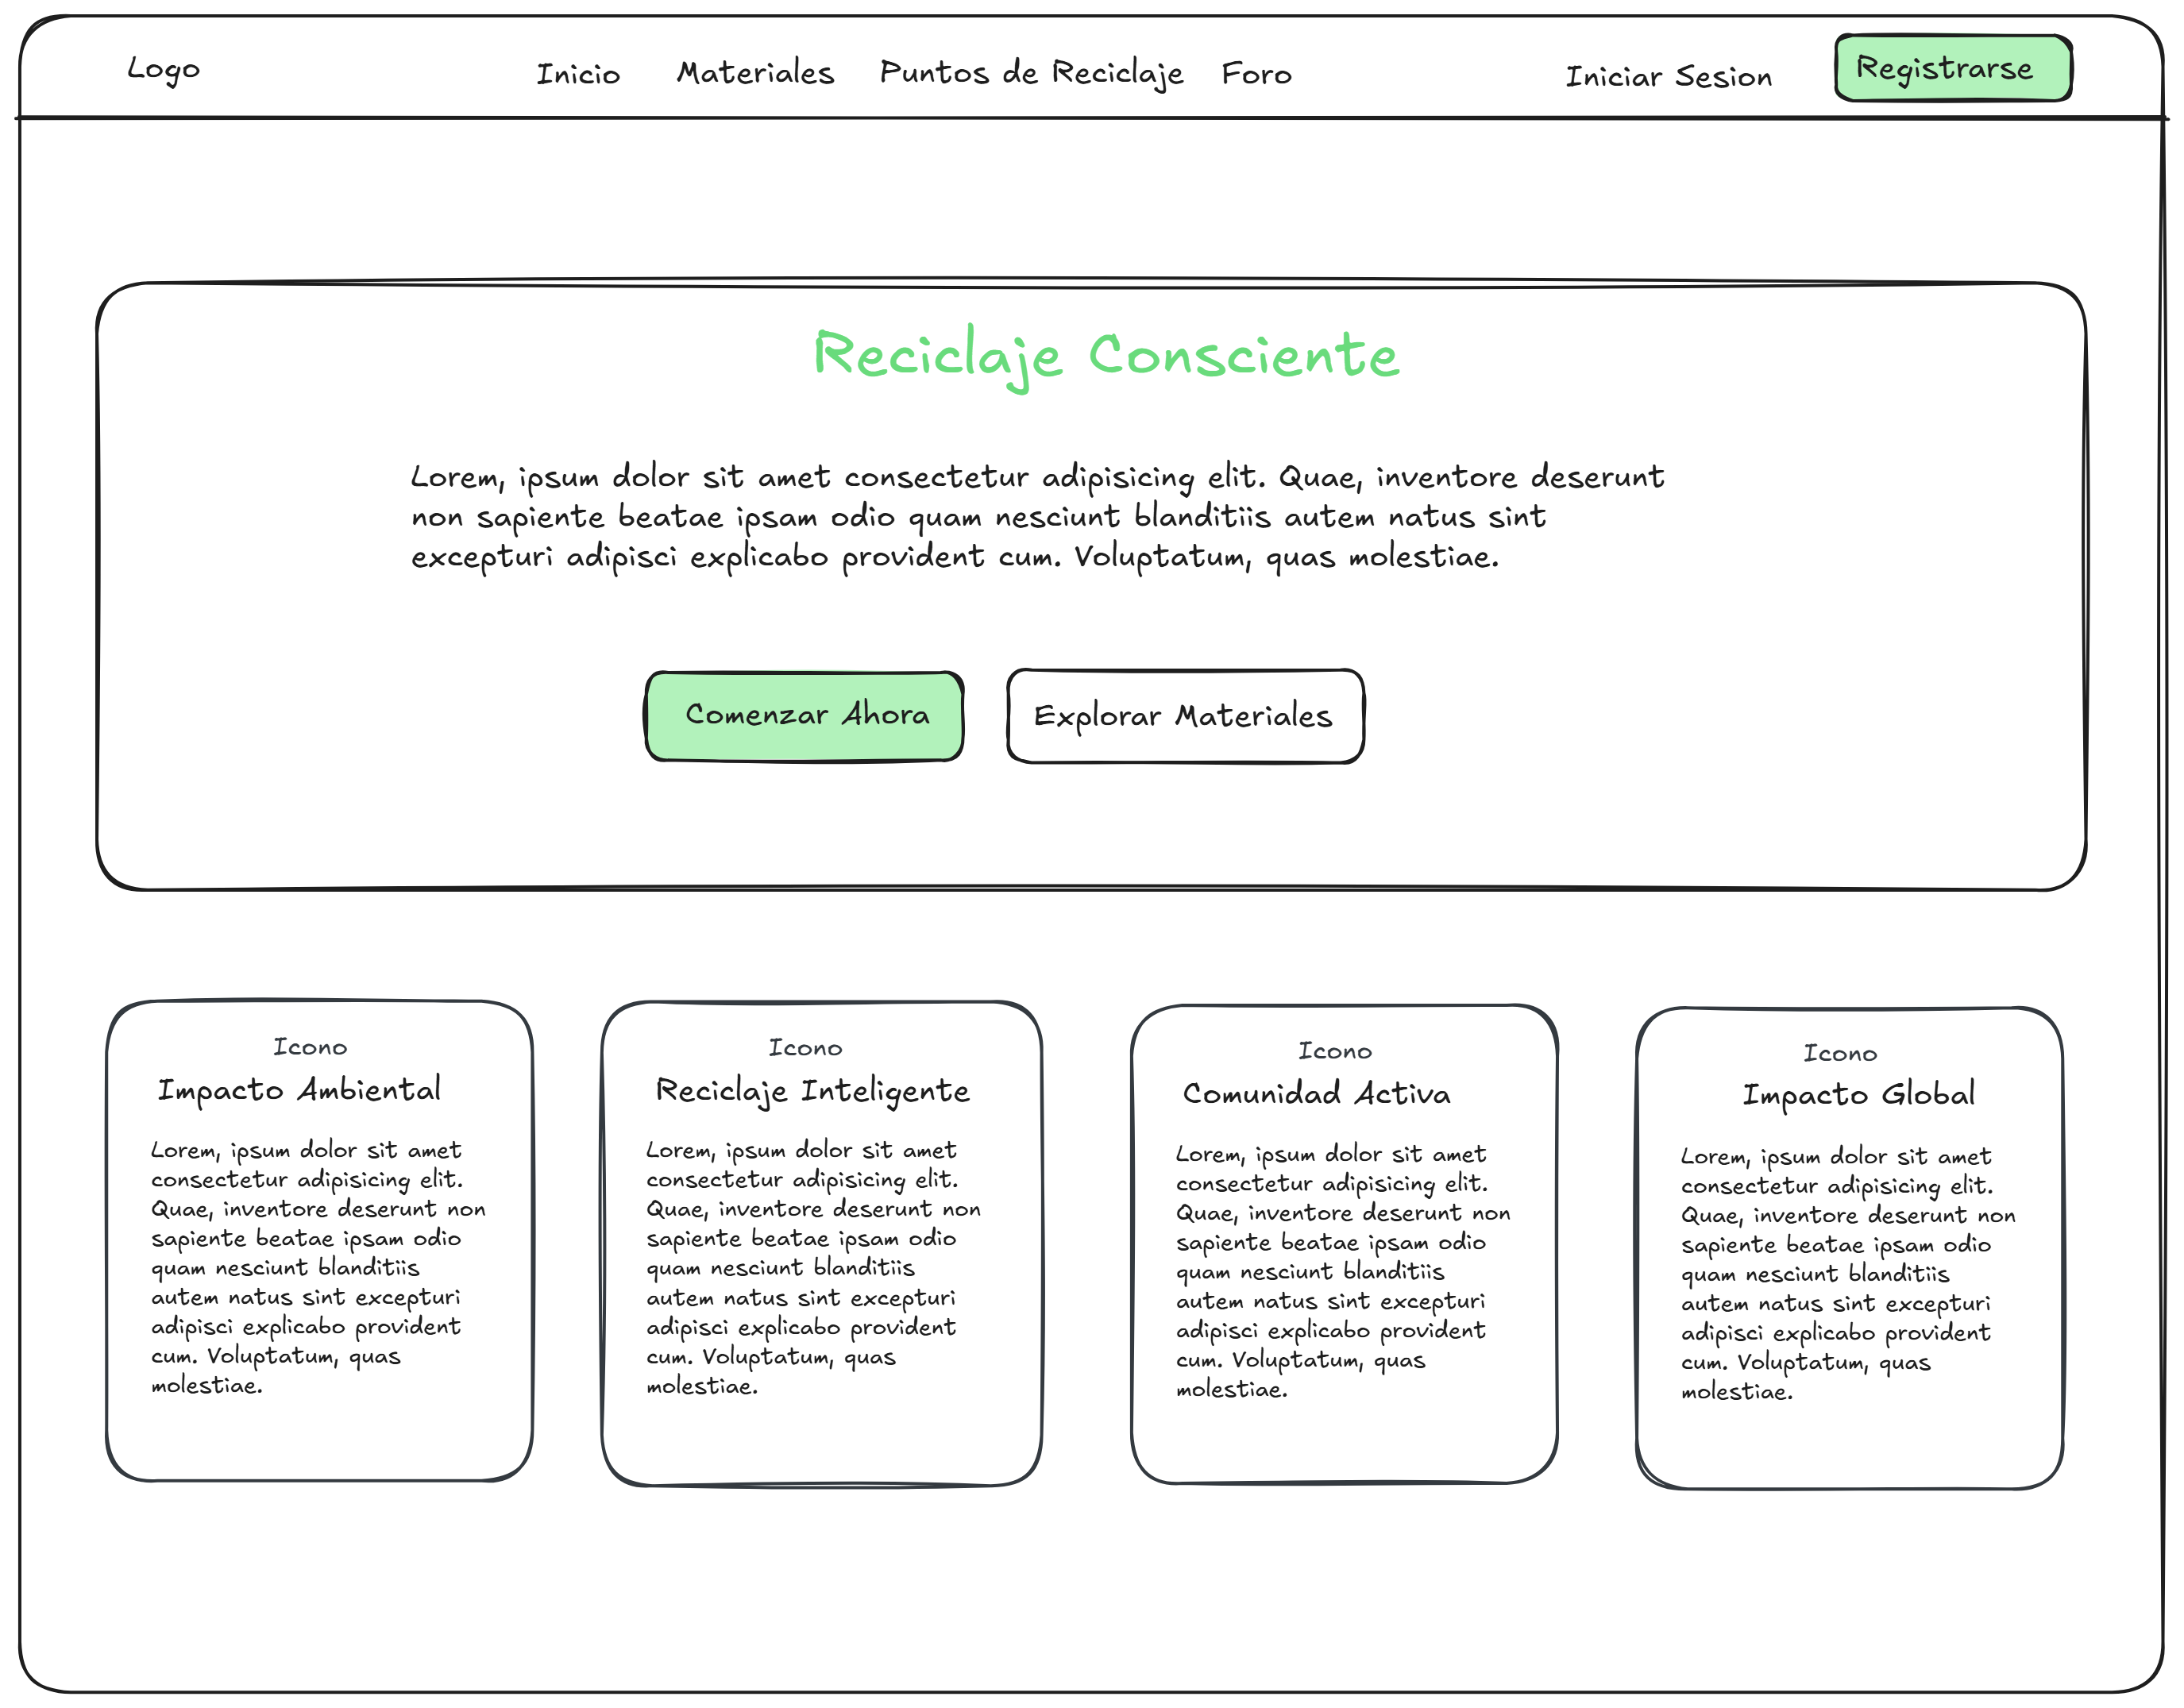 Logo
Inicio
Materiales
Puntos de Reciclaje
Foro
Iniciar Sesion
Registrarse
Reciclaje Consciente
Lorem, ipsum dolor sit amet consectetur adipisicing elit. Quae, inventore deserunt
non sapiente beatae ipsam odio quam nesciunt blanditiis autem natus sint
excepturi adipisci explicabo provident cum. Voluptatum, quas molestiae.
Comenzar Ahora
Explorar Materiales
Icono
Impacto Ambiental
Lorem, ipsum dolor sit amet
consectetur adipisicing elit.
Quae, inventore deserunt non
sapiente beatae ipsam odio
quam nesciunt blanditiis
autem natus sint excepturi
adipisci explicabo provident
cum. Voluptatum, quas
molestiae.
Icono
Reciclaje Inteligente
Lorem, ipsum dolor sit amet
consectetur adipisicing elit.
Quae, inventore deserunt non
sapiente beatae ipsam odio
quam nesciunt blanditiis
autem natus sint excepturi
adipisci explicabo provident
cum. Voluptatum, quas
molestiae.
Icono
Comunidad Activa
Lorem, ipsum dolor sit amet
consectetur adipisicing elit.
Quae, inventore deserunt non
sapiente beatae ipsam odio
quam nesciunt blanditiis
autem natus sint excepturi
adipisci explicabo provident
cum. Voluptatum, quas
molestiae.
Icono
Impacto Global
Lorem, ipsum dolor sit amet
consectetur adipisicing elit.
Quae, inventore deserunt non
sapiente beatae ipsam odio
quam nesciunt blanditiis
autem natus sint excepturi
adipisci explicabo provident
cum. Voluptatum, quas
molestiae.